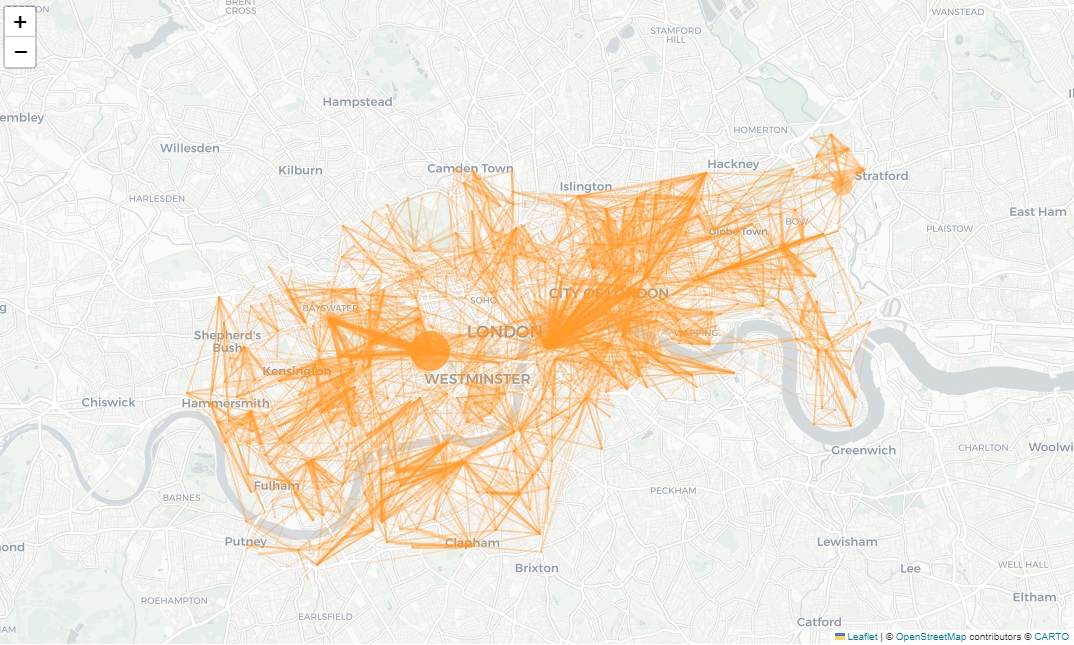 +
−
BRENT
CROSS
WANSTEAD
STAMFORD
HILL
Hampstead
embley
HOMERTON
Willesden
Kilburn
Camden Town
Hackney
Stratford
Islington
HARLESDEN
East Ham
BOW
PLAISTOW
Globe Town
CITY OF LONDON
SOHO
BAYSWATER
LONDON
WAPPING
Shepherd's
Bush
Kensington
WESTMINSTER
Chiswick
Hammersmith
Greenwich
CHARLTON
Woolwi
Fulham
PECKHAM
BARNES
Putney
Clapham
Lewisham
ond
Brixton
Lee
WELL HALL
ROEHAMPTON
Eltham
EARLSFIELD
Catford
AM
Leaflet | © OpenStreetMap contributors © CARTO